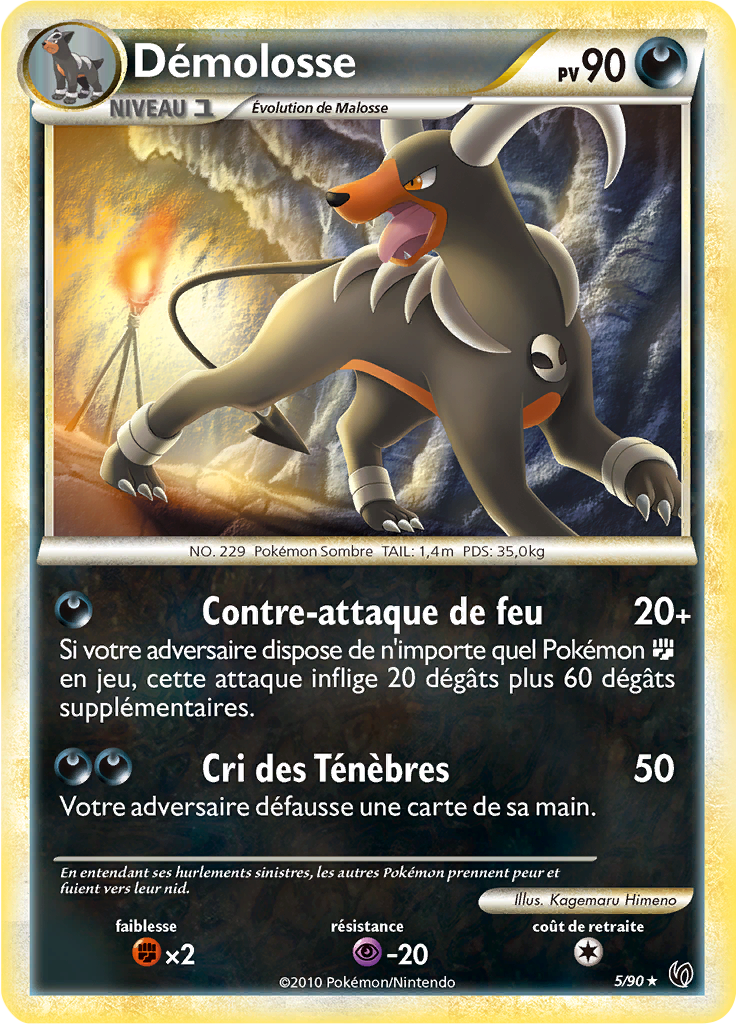 Démolosse
PV 90
NIVEAU 1
Évolution de Malosse
NO. 229 Pokémon Sombre TAIL: 1,4m PDS: 35,0kg
Contre-attaque de feu 20+
Si votre adversaire dispose de n'importe quel Pokémon
en jeu, cette attaque inflige 20 dégâts plus 60 dégâts
supplémentaires.
Cri des Ténèbres 50
Votre adversaire défausse une carte de sa main.
En entendant ses hurlements sinistres, les autres Pokémon prennent peur et
fuient vers leur nid.
Illus. Kagemaru Himeno
faiblesse résistance coût de retraite
×2 -20
©2010 Pokémon/Nintendo
5/90 ★